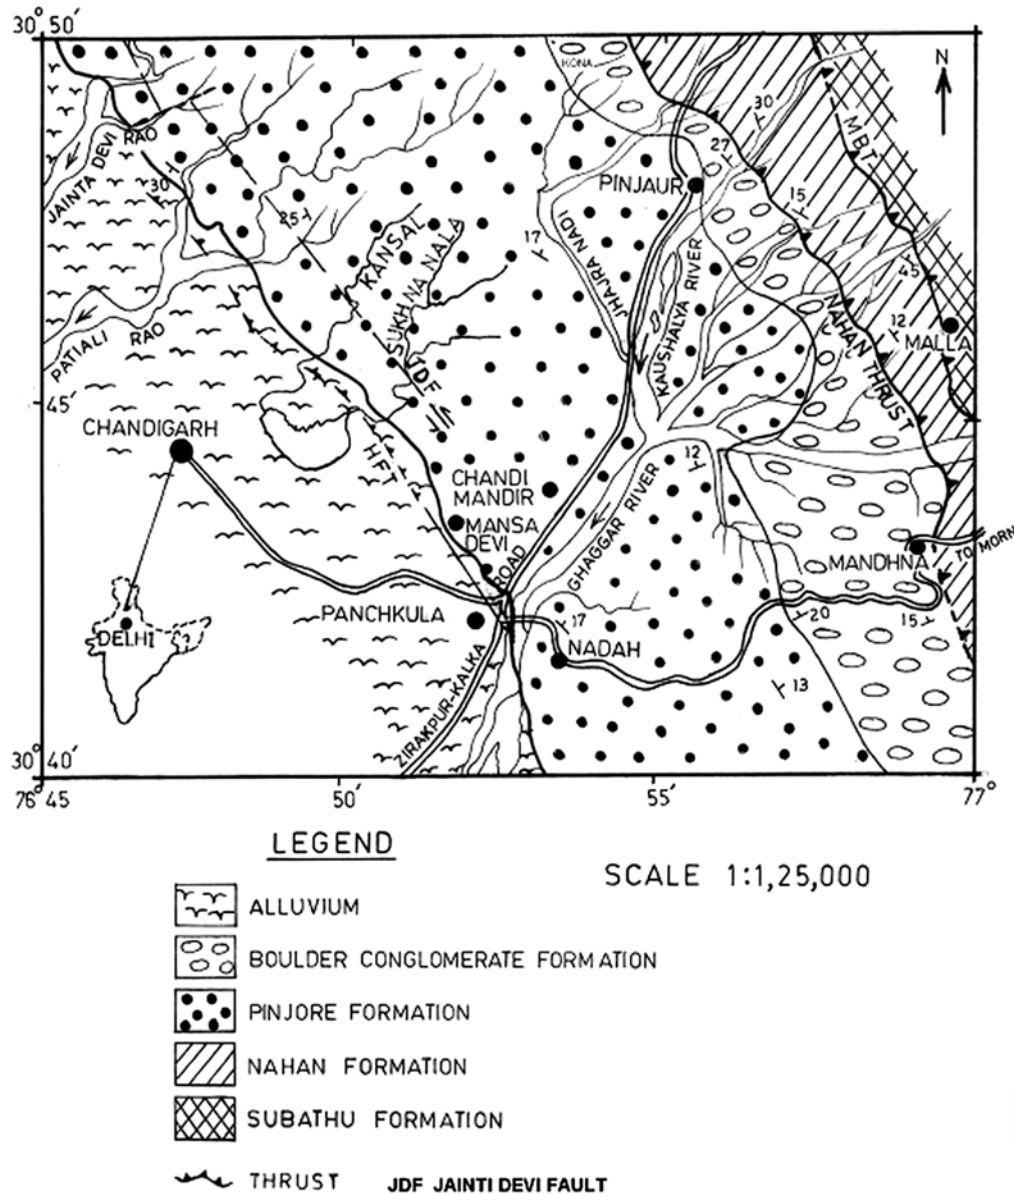 30° 50'
KONA
N
30
MBT
27
JAINTA DEVI RAO
PINJAUR
15
30
25
KANSAL
SUKHNA NALA
17
JHAJRA NADI
KAUSHALYA RIVER
45
NAHAN THRUST
12
MALLA
PATIALI RAO
JDF
45'
CHANDIGARH
HFT
12
CHANDI
MANDIR
MANSA
DEVI
GHAGGAR RIVER
TO MORN
MANDHNA
ROAD
PANCHKULA
17
20
15
DELHI
NADAH
13
ZIRAKPUR-KALKA
30° 40'
76° 45
50'
55'
77°
LEGEND
SCALE 1:1,25,000
ALLUVIUM
BOULDER CONGLOMERATE FORMATION
PINJORE FORMATION
NAHAN FORMATION
SUBATHU FORMATION
THRUST JDF JAINTI DEVI FAULT